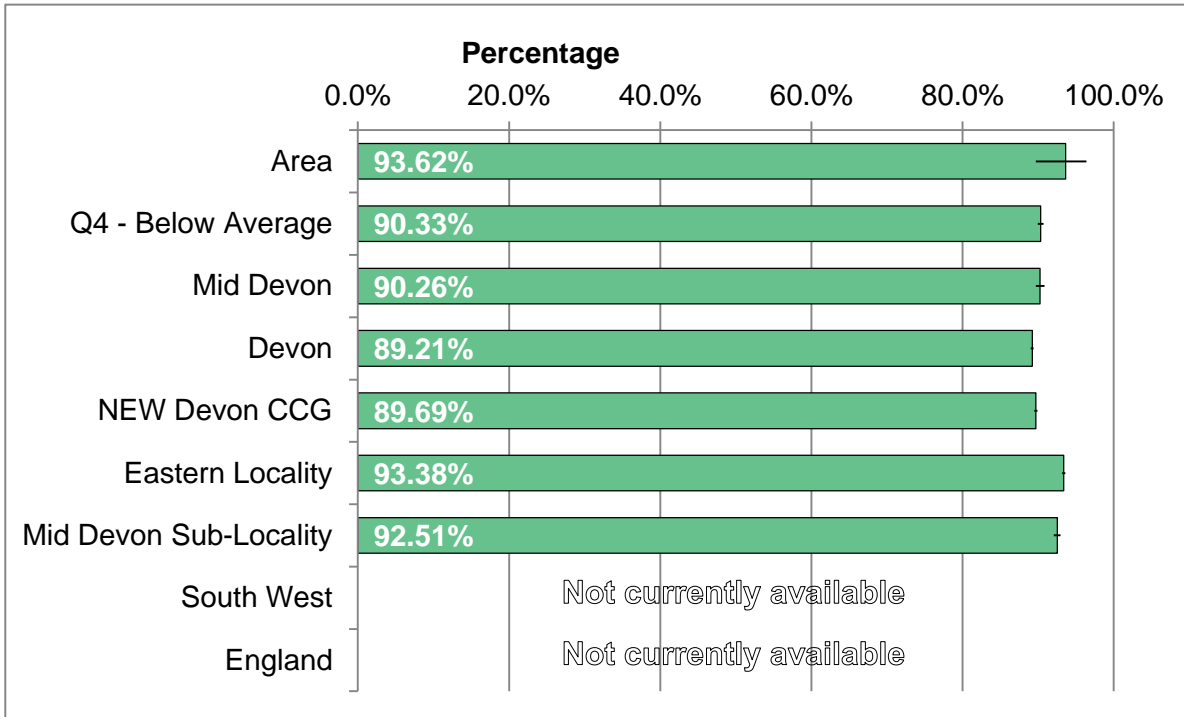 Percentage
0.0% 20.0% 40.0% 60.0% 80.0% 100.0%
Area 93.62%
Q4 - Below Average 90.33%
Mid Devon 90.26%
Devon 89.21%
NEW Devon CCG 89.69%
Eastern Locality 93.38%
Mid Devon Sub-Locality 92.51%
South West Not currently available
England Not currently available